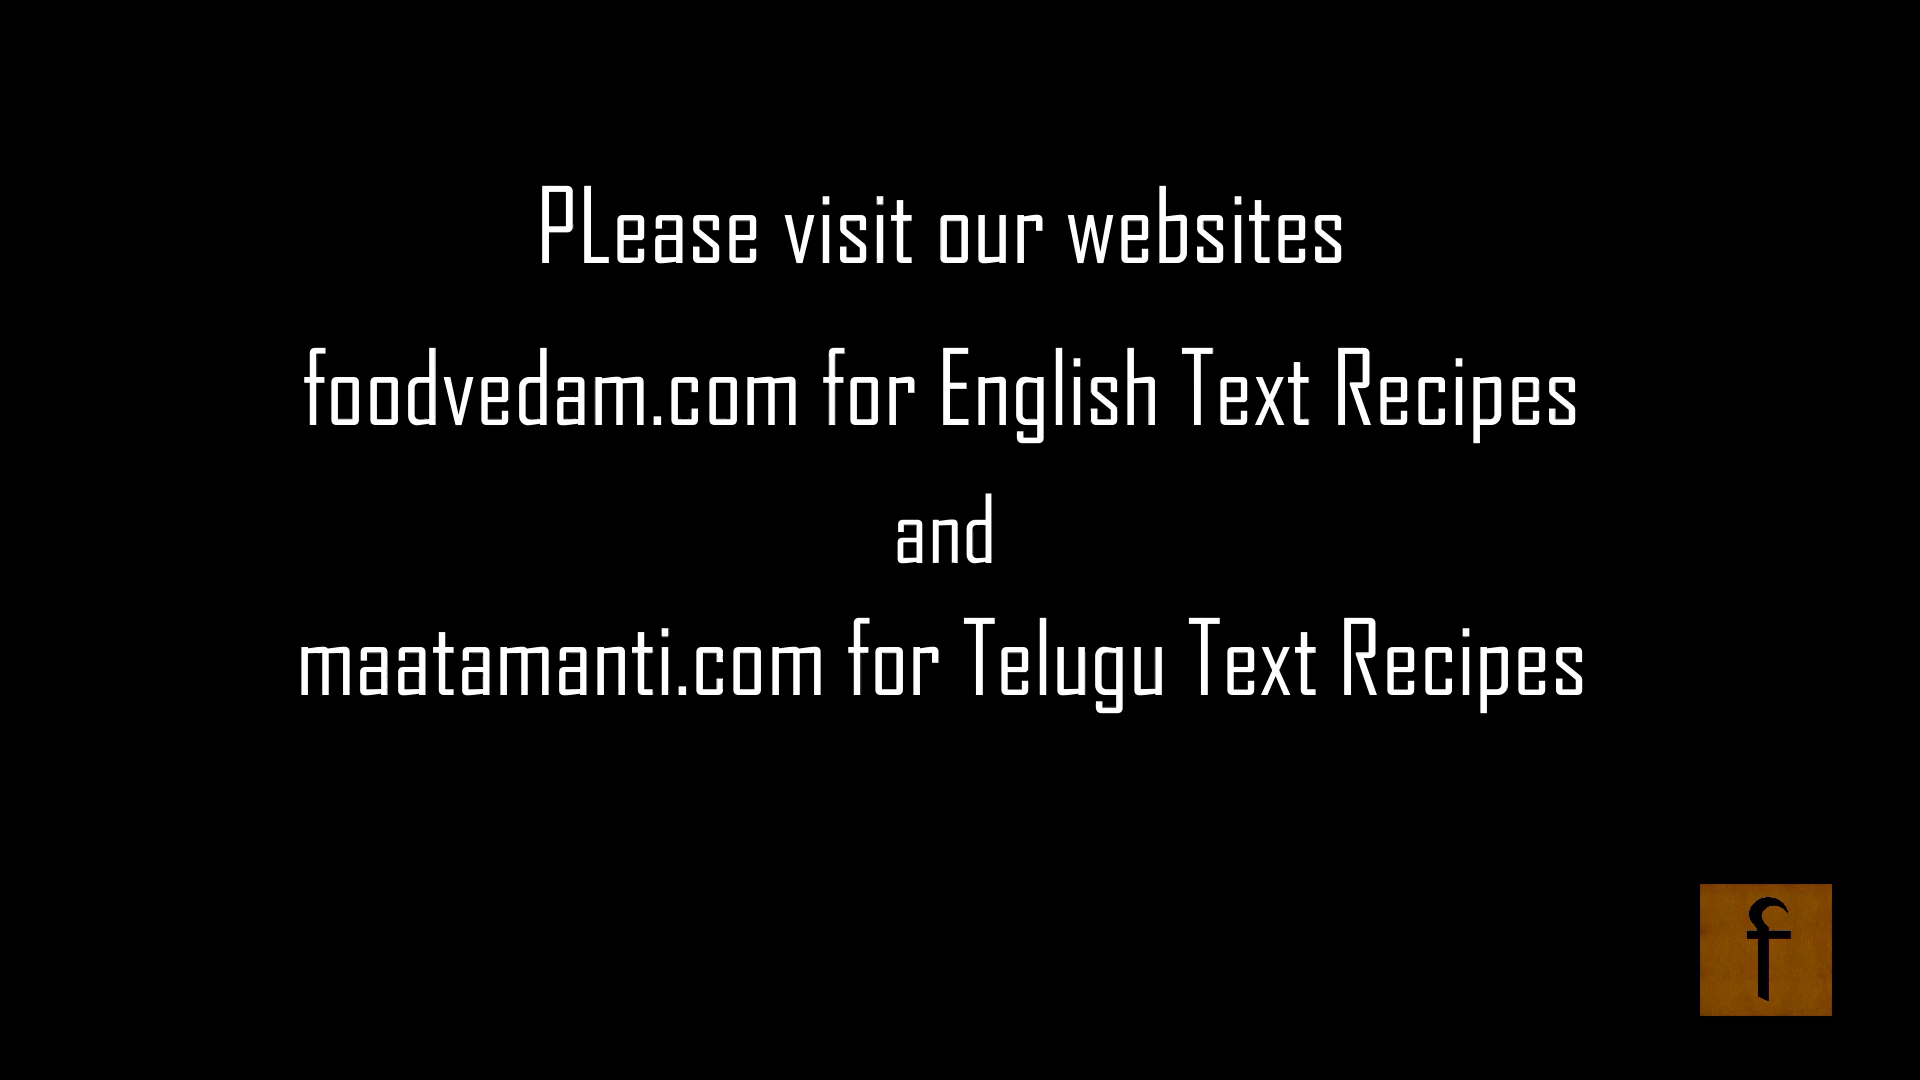 PLease visit our websites
foodvedam.com for English Text Recipes
and
maatamanti.com for Telugu Text Recipes
f